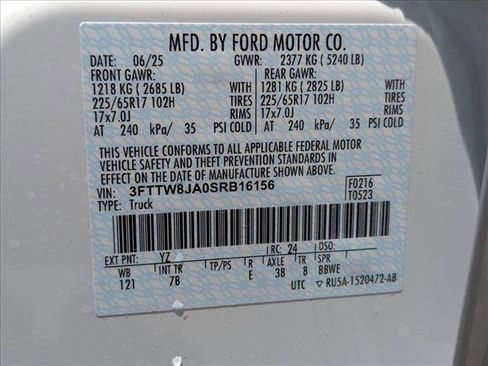 MFD. BY FORD MOTOR CO.
DATE: 06/25 GVWR: 2377 KG ( 5240 LB)
FRONT GAWR: REAR GAWR:
1218 KG ( 2685 LB) WITH 1281 KG ( 2825 LB) WITH
225/65R17 102H TIRES 225/65R17 102H TIRES
17x7.0J RIMS 17x7.0J RIMS
AT 240 kPa/ 35 PSI COLD AT 240 kPa/ 35 PSI COLD
THIS VEHICLE CONFORMS TO ALL APPLICABLE FEDERAL MOTOR
VEHICLE SAFETY AND THEFT PREVENTION STANDARDS IN
EFFECT ON THE DATE OF MANUFACTURE SHOWN ABOVE.
VIN: 3FTTW8JA0SRB16156 F0216
TYPE: Truck T0523
EXT PNT: YZ RC: 24 DSO:
WB INT TR TP/PS R AXLE TR SPR
121 7B E 38 8 BBWE
UTC ▽ RU5A-1520472-AB